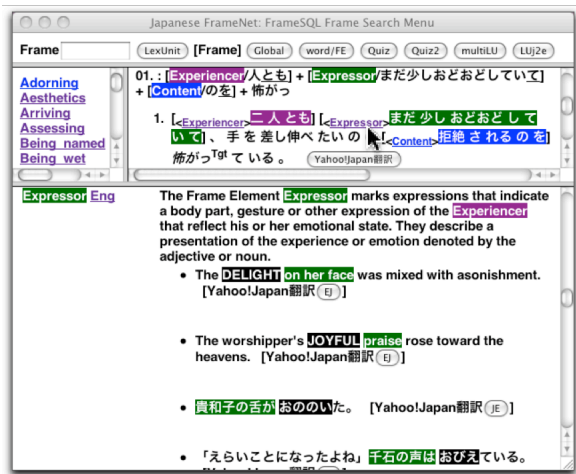 Japanese FrameNet: FrameSQL Frame Search Menu
Frame LexUnit [Frame] Global word/FE Quiz Quiz2 multiLU LUj2e
Adorning
Aesthetics
Arriving
Assessing
Being_named
Being_wet
01. : [Experiencer/人とも] + [Expressor/まだ少しおどおどしていて]
+ [Content/のを] + 怖がっ
1. [<Experiencer>二 人 とも] [<Expressor>まだ 少し おどおど し て
い て] 、 手 を 差し伸べ たい の [<Content>拒絶 さ れる の を]
怖がっTgt て いる 。 Yahoo!Japan翻訳
Expressor Eng
The Frame Element Expressor marks expressions that indicate
a body part, gesture or other expression of the Experiencer
that reflect his or her emotional state. They describe a
presentation of the experience or emotion denoted by the
adjective or noun.
• The DELIGHT on her face was mixed with asonishment.
[Yahoo!Japan翻訳 EJ ]
• The worshipper's JOYFUL praise rose toward the
heavens. [Yahoo!Japan翻訳 EJ ]
• 貴和子の舌が おののいた。 [Yahoo!Japan翻訳 JE ]
• 「えらいことになったよね」千石の声は おびえている。